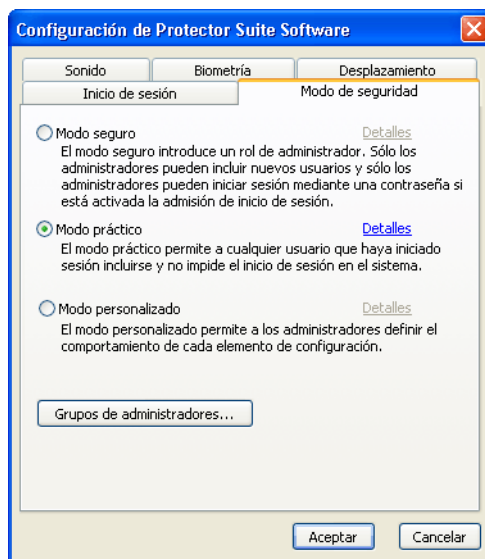 Configuración de Protector Suite Software
Sonido Biometría Desplazamiento
Inicio de sesión Modo de seguridad
Modo seguro Detalles
El modo seguro introduce un rol de administrador. Sólo los
administradores pueden incluir nuevos usuarios y sólo los
administradores pueden iniciar sesión mediante una contraseña si
está activada la admisión de inicio de sesión.
Modo práctico Detalles
El modo práctico permite a cualquier usuario que haya iniciado
sesión incluirse y no impide el inicio de sesión en el sistema.
Modo personalizado Detalles
El modo personalizado permite a los administradores definir el
comportamiento de cada elemento de configuración.
Grupos de administradores...
Aceptar Cancelar